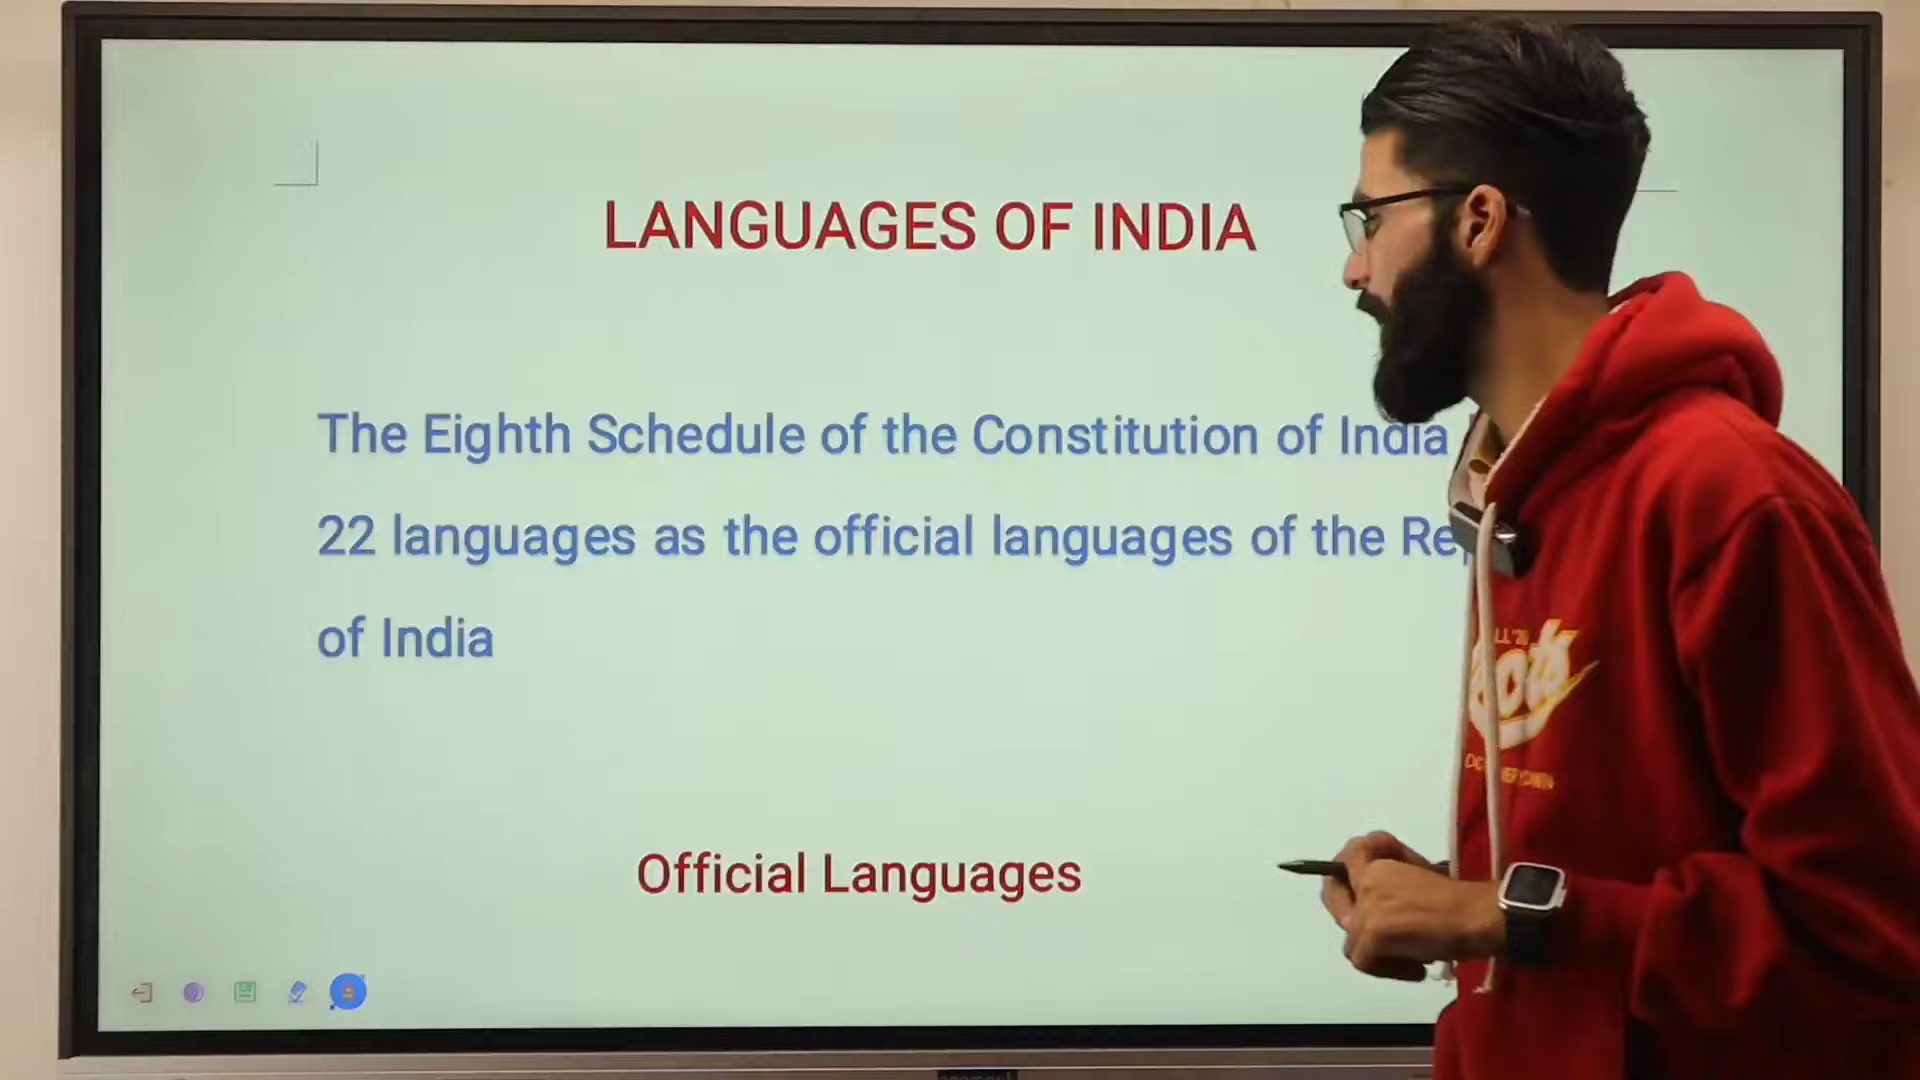 LANGUAGES OF INDIA
The Eighth Schedule of the Constitution of India
22 languages as the official languages of the
of India
Official Languages